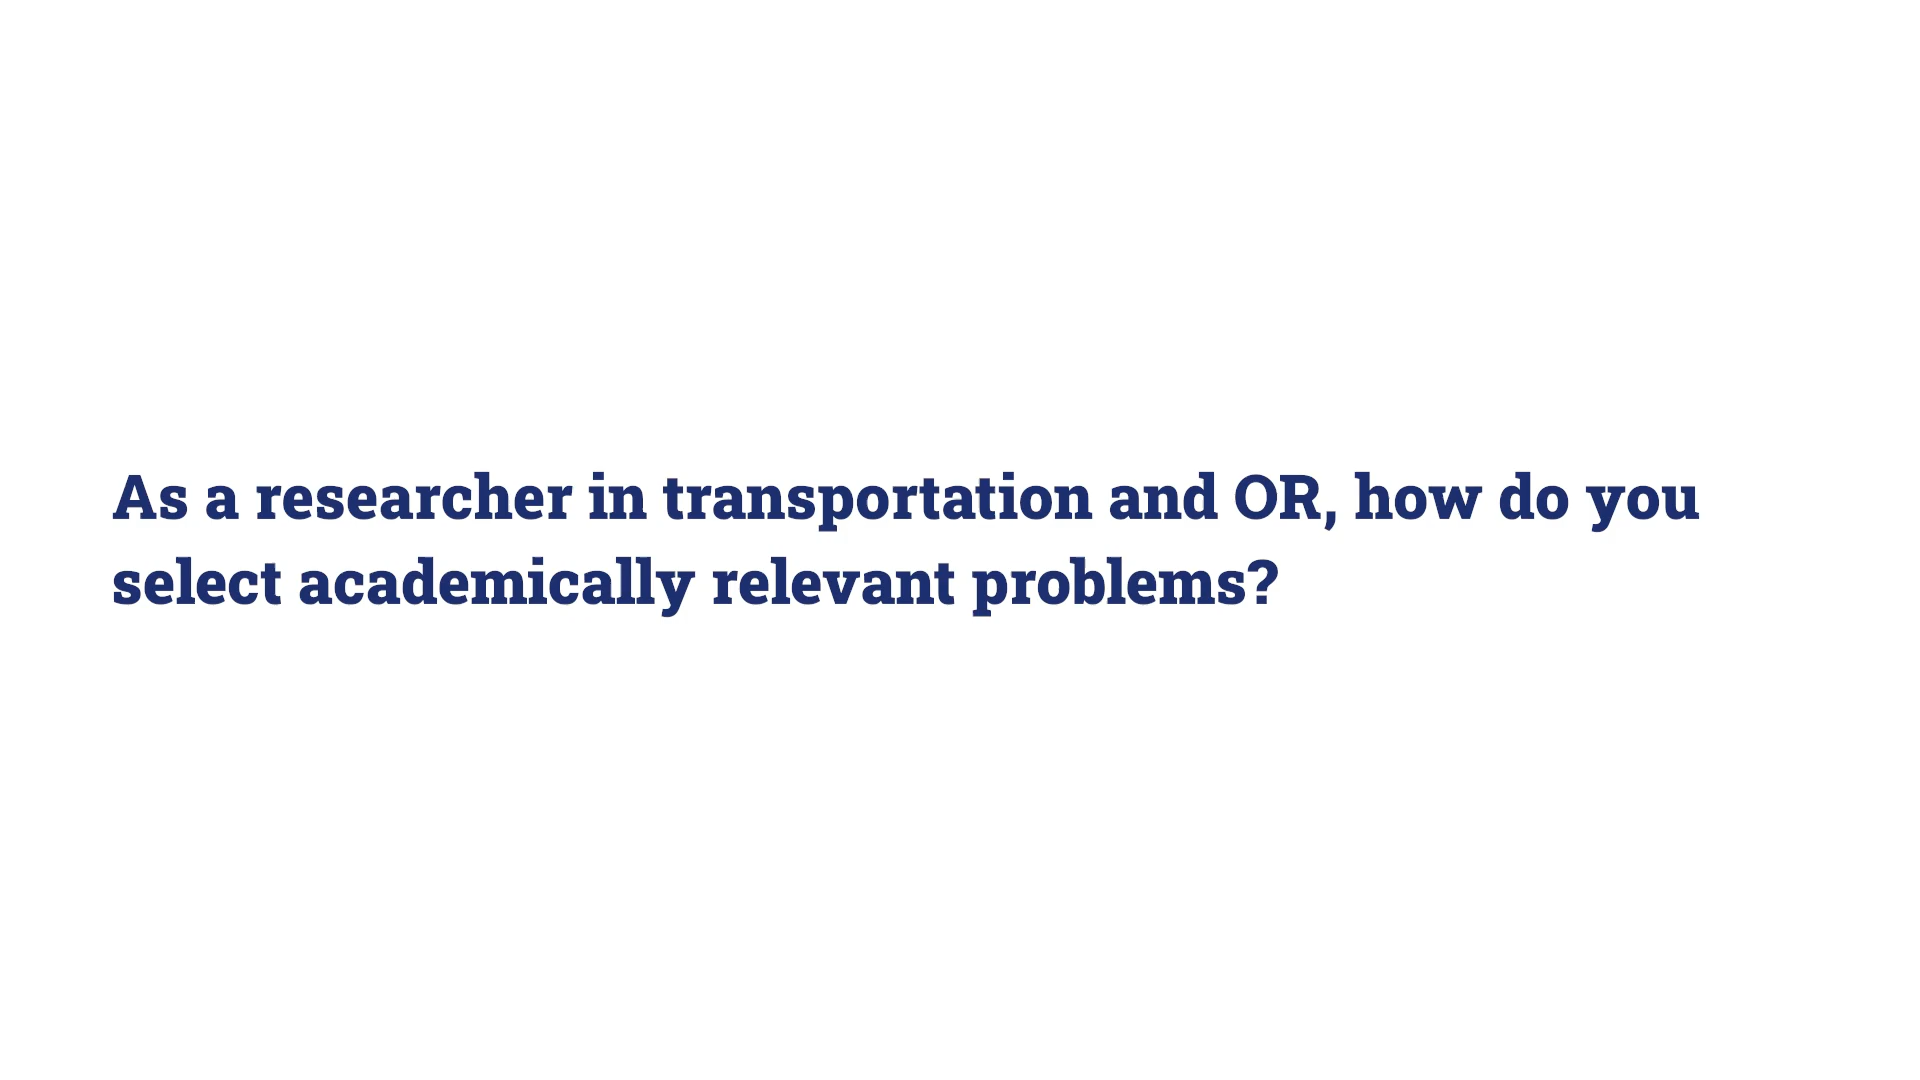 As a researcher in transportation and OR, how do you
select academically relevant problems?